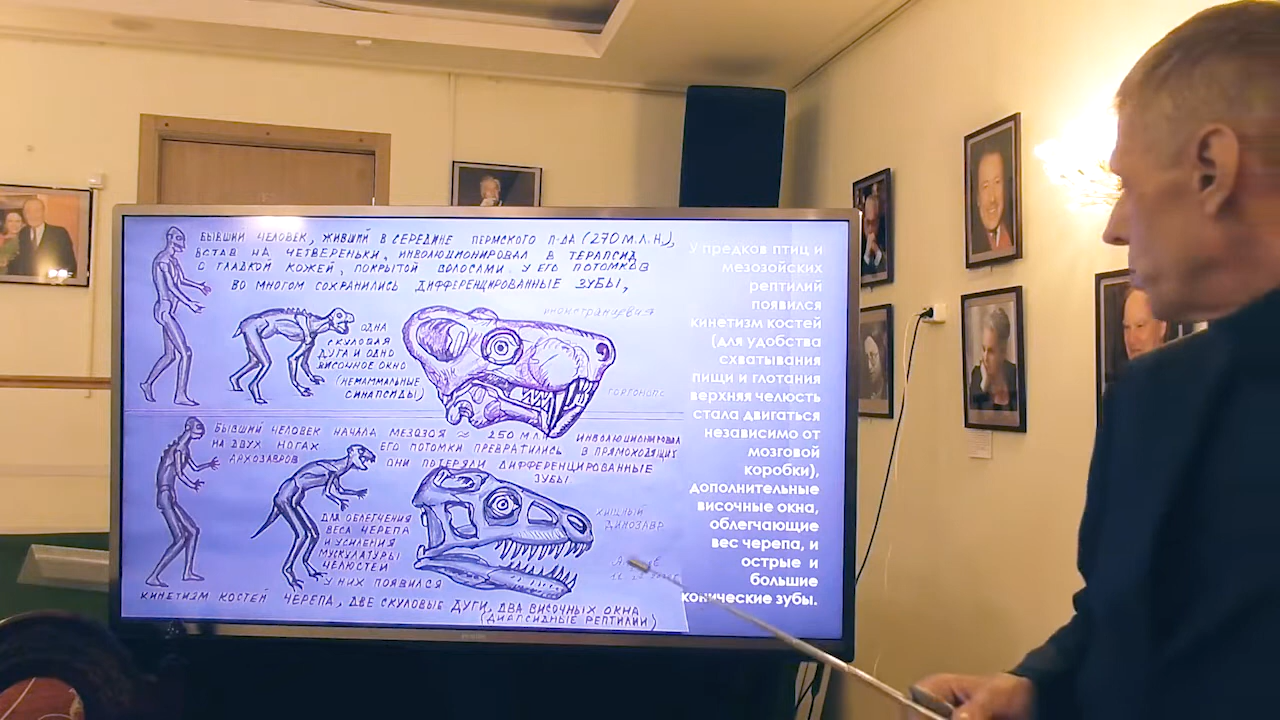 БЫВШИЙ ЧЕЛОВЕК, ЖИВШИЙ В СЕРЕДИНЕ ПЕРМСКОГО П-ДА (270 М.Л.Н.),
ВСТАВ НА ЧЕТВЕРЕНЬКИ, ИНВОЛЮЦИОНИРОВАЛ В ТЕРАПСИД
С ГЛАДКОЙ КОЖЕЙ, ПОКРЫТОЙ ВОЛОСАМИ. У ЕГО ПОТОМКОВ
ВО МНОГОМ СОХРАНИЛИСЬ ДИФФЕРЕНЦИРОВАННЫЕ ЗУБЫ,
иностранцевия
ОДНА
СКУЛОВАЯ
ДУГА И ОДНО
ВИСОЧНОЕ ОКНО
(НЕМАММАЛЬНЫЕ
СИНАПСИДЫ)
ГОРГОНОПС
БЫВШИЙ ЧЕЛОВЕК НАЧАЛА МЕЗОЗОЯ ≈ 250 МЛ ИНВОЛЮЦИОНИРОВАЛ
НА ДВУХ НОГАХ ЕГО ПОТОМКИ ПРЕВРАТИЛИСЬ В ПРЯМОХОДЯЩИХ
АРХОЗАВРОВ ОНИ ПОТЕРЯЛИ ДИФФЕРЕНЦИРОВАННЫЕ
ЗУБЫ
ДЛЯ ОБЛЕГЧЕНИЯ
ВЕСА ЧЕРЕПА
И УСИЛЕНИЯ
МУСКУЛАТУРЫ
ЧЕЛЮСТЕЙ
У НИХ ПОЯВИЛСЯ
ХИЩНЫЙ
ДИНОЗАВР
КИНЕТИЗМ КОСТЕЙ ЧЕРЕПА, ДВЕ СКУЛОВЫЕ ДУГИ, ДВА ВИСОЧНЫХ ОКНА
(ДИАПСИДНЫЕ РЕПТИЛИИ)
У предков птиц и
мезозойских
рептилий
появился
кинетизм костей
(для удобства
схватывания
пищи и глотания
верхняя челюсть
стала двигаться
независимо от
мозговой
коробки),
дополнительные
височные окна,
облегчающие
вес черепа, и
острые и
большие
конические зубы.
PHILIPS